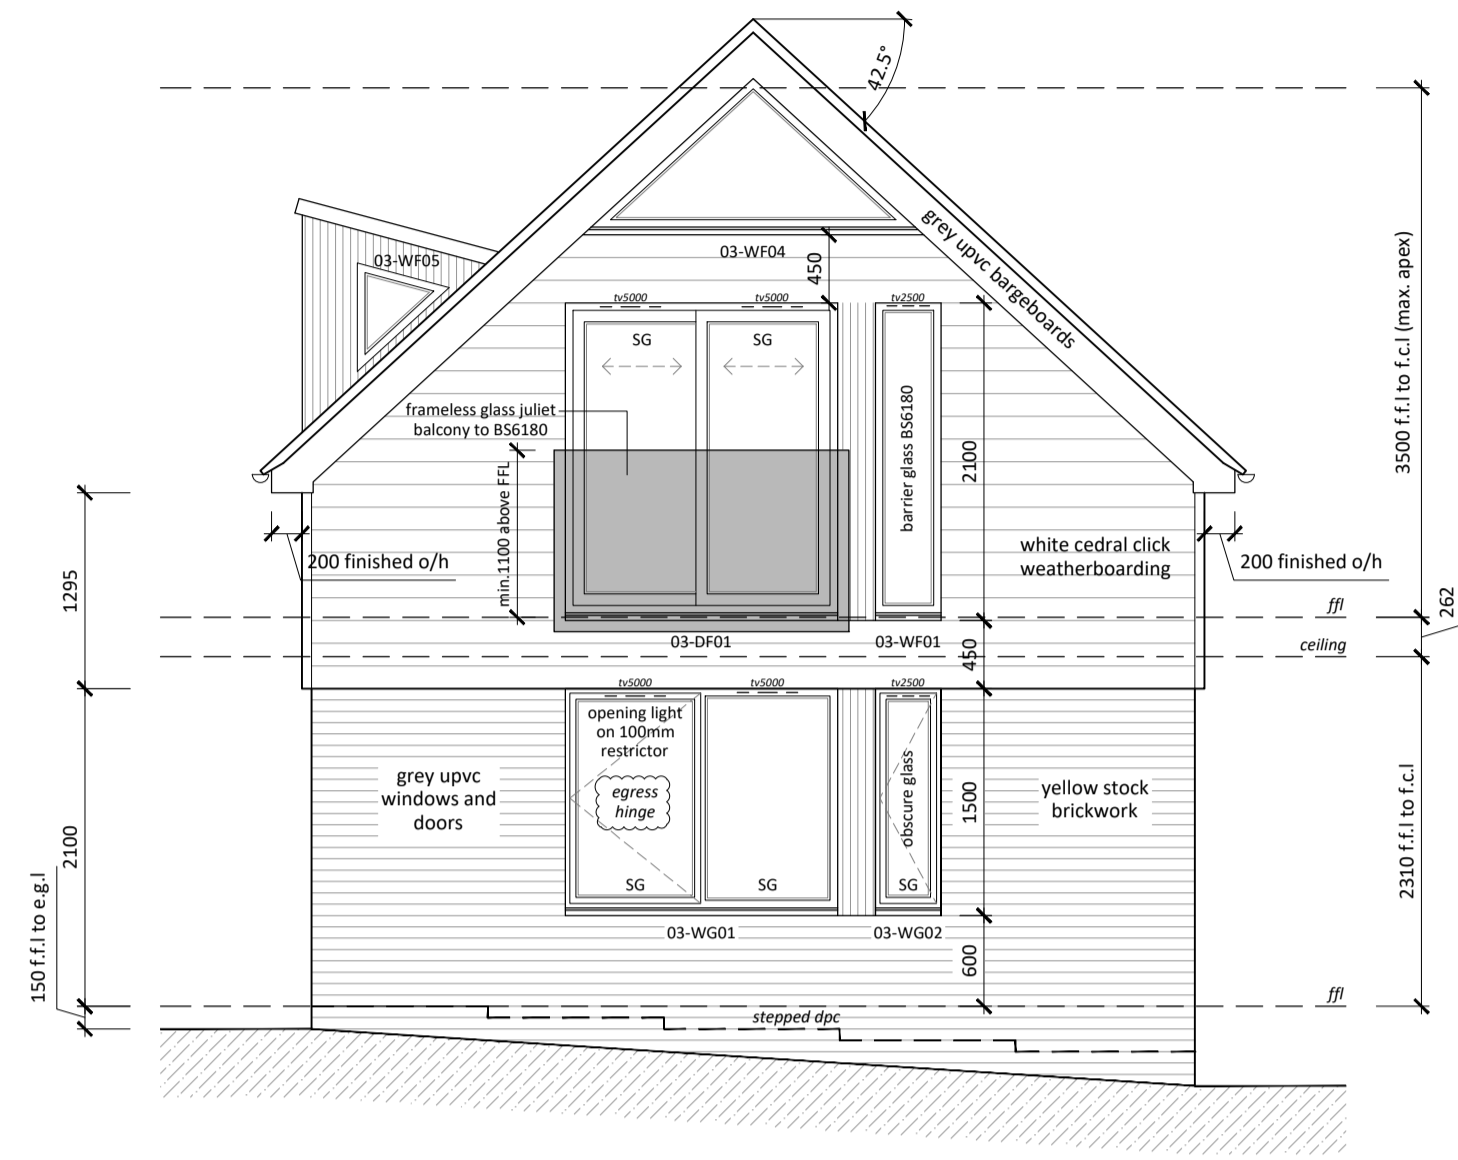 42.5°
03-WF05
03-WF04
450
grey upvc bargeboards
3500 f.f.l to f.c.l (max. apex)
tv5000
tv5000
tv2500
SG
SG
frameless glass juliet
balcony to BS6180
min.1100 above FFL
barrier glass BS6180
2100
200 finished o/h
white cedral click
weatherboarding
200 finished o/h
1295
ffl
262
ceiling
03-DF01
03-WF01
450
tv5000
tv5000
tv2500
opening light
on 100mm
restrictor
egress
hinge
SG
SG
obscure glass
SG
grey upvc
windows and
doors
1500
yellow stock
brickwork
2100
2310 f.f.l to f.c.l
150 f.f.l to e.g.l
03-WG01
03-WG02
600
ffl
stepped dpc